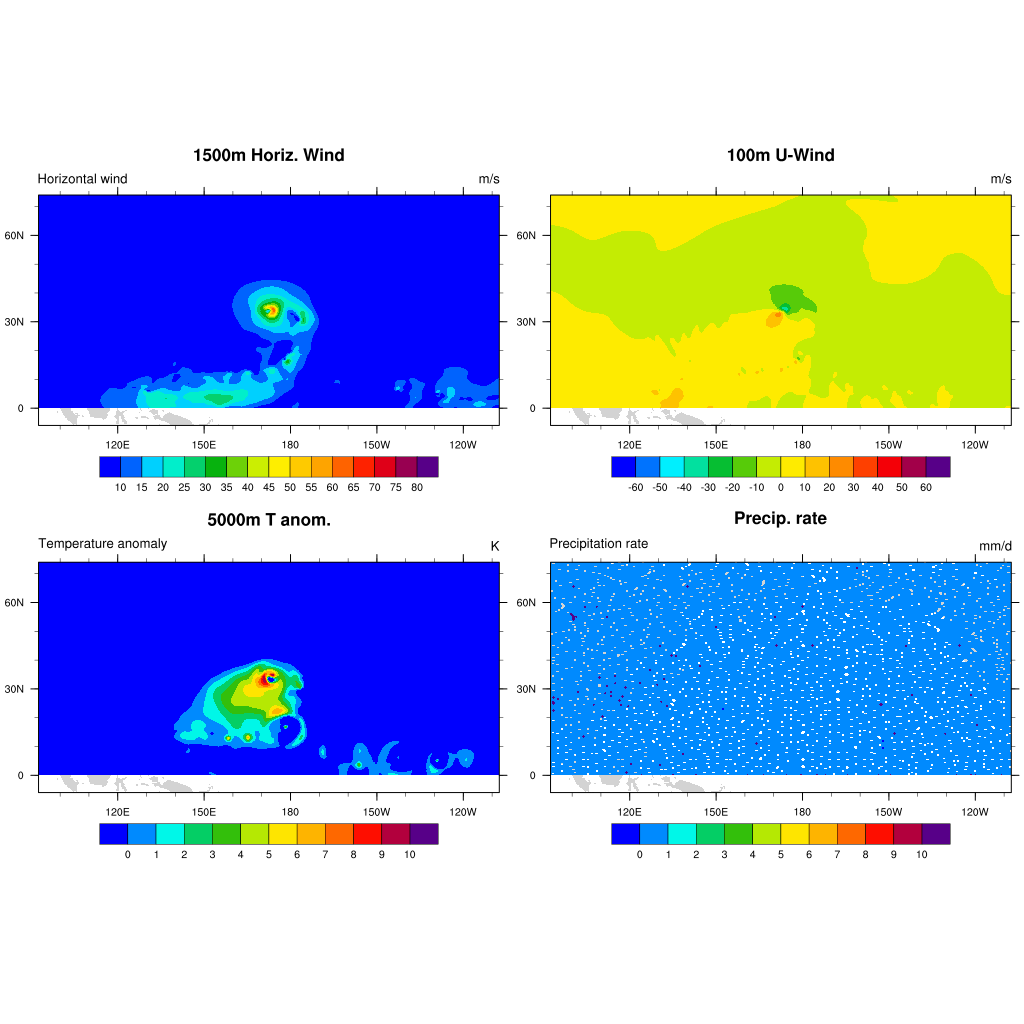 1500m Horiz. Wind
Horizontal wind m/s
60N
30N
0
120E 150E 180 150W 120W
10 15 20 25 30 35 40 45 50 55 60 65 70 75 80
100m U-Wind
m/s
60N
30N
0
120E 150E 180 150W 120W
-60 -50 -40 -30 -20 -10 0 10 20 30 40 50 60
5000m T anom.
Temperature anomaly K
60N
30N
0
120E 150E 180 150W 120W
0 1 2 3 4 5 6 7 8 9 10
Precip. rate
Precipitation rate mm/d
60N
30N
0
120E 150E 180 150W 120W
0 1 2 3 4 5 6 7 8 9 10